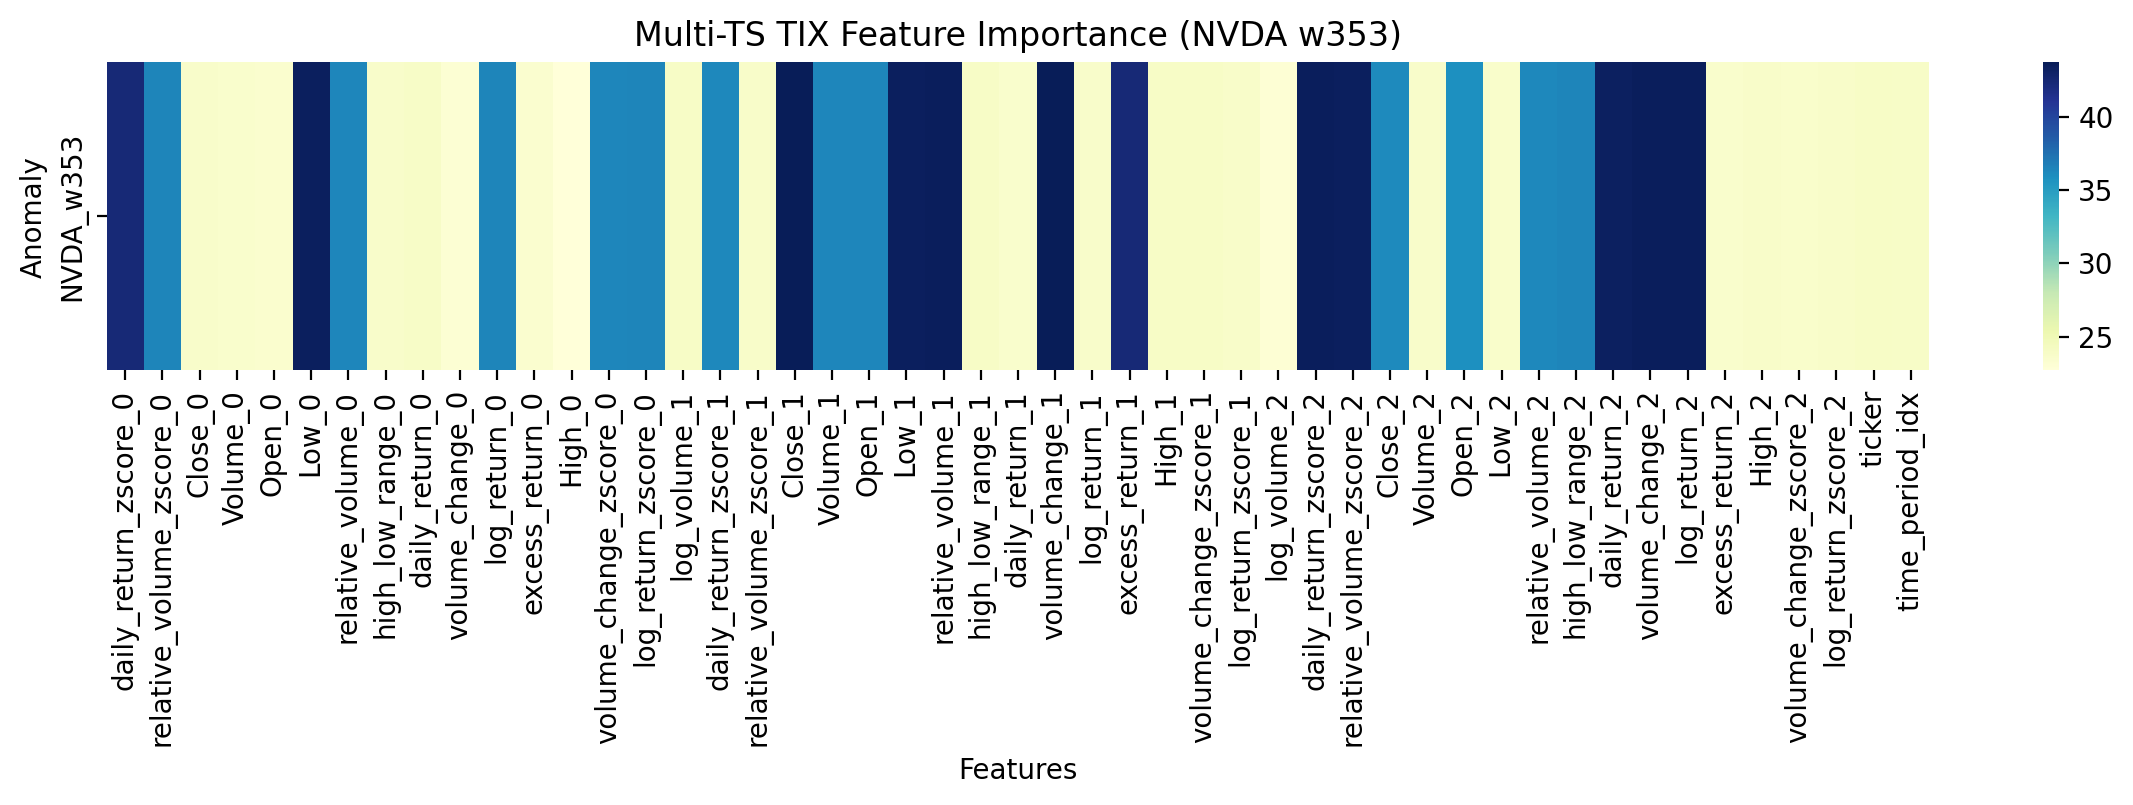 Multi-TS TIX Feature Importance (NVDA w353)
Anomaly
NVDA_w353
40
35
30
25
daily_return_zscore_0
relative_volume_zscore_0
Close_0
Volume_0
Open_0
Low_0
relative_volume_0
high_low_range_0
daily_return_0
volume_change_0
log_return_0
excess_return_0
High_0
volume_change_zscore_0
log_return_zscore_0
log_volume_1
daily_return_zscore_1
relative_volume_zscore_1
Close_1
Volume_1
Open_1
Low_1
relative_volume_1
high_low_range_1
daily_return_1
volume_change_1
log_return_1
excess_return_1
High_1
volume_change_zscore_1
log_return_zscore_1
log_volume_2
daily_return_zscore_2
relative_volume_zscore_2
Close_2
Volume_2
Open_2
Low_2
relative_volume_2
high_low_range_2
daily_return_2
volume_change_2
log_return_2
excess_return_2
High_2
volume_change_zscore_2
log_return_zscore_2
ticker
time_period_idx
Features